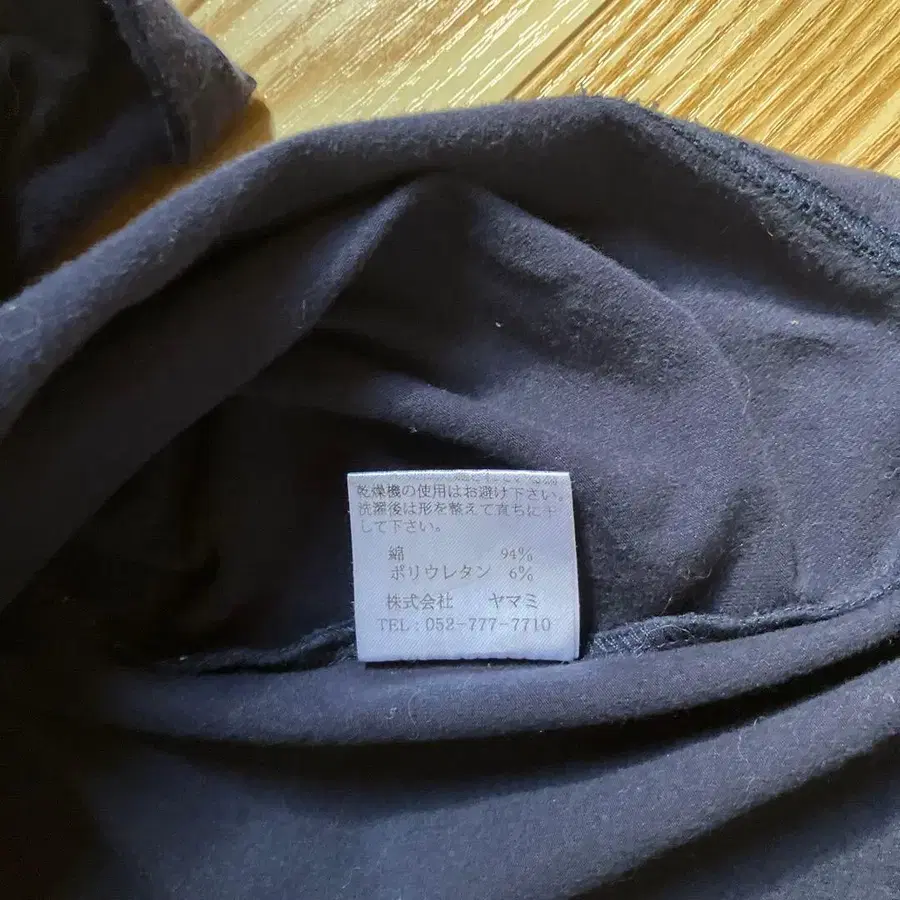 乾燥機の使用はお避け下さい。
洗濯後は形を整えて直ちに干
して下さい。
綿 94%
ポリウレタン 6%
株式会社 ヤマミ
TEL:052-777-7710